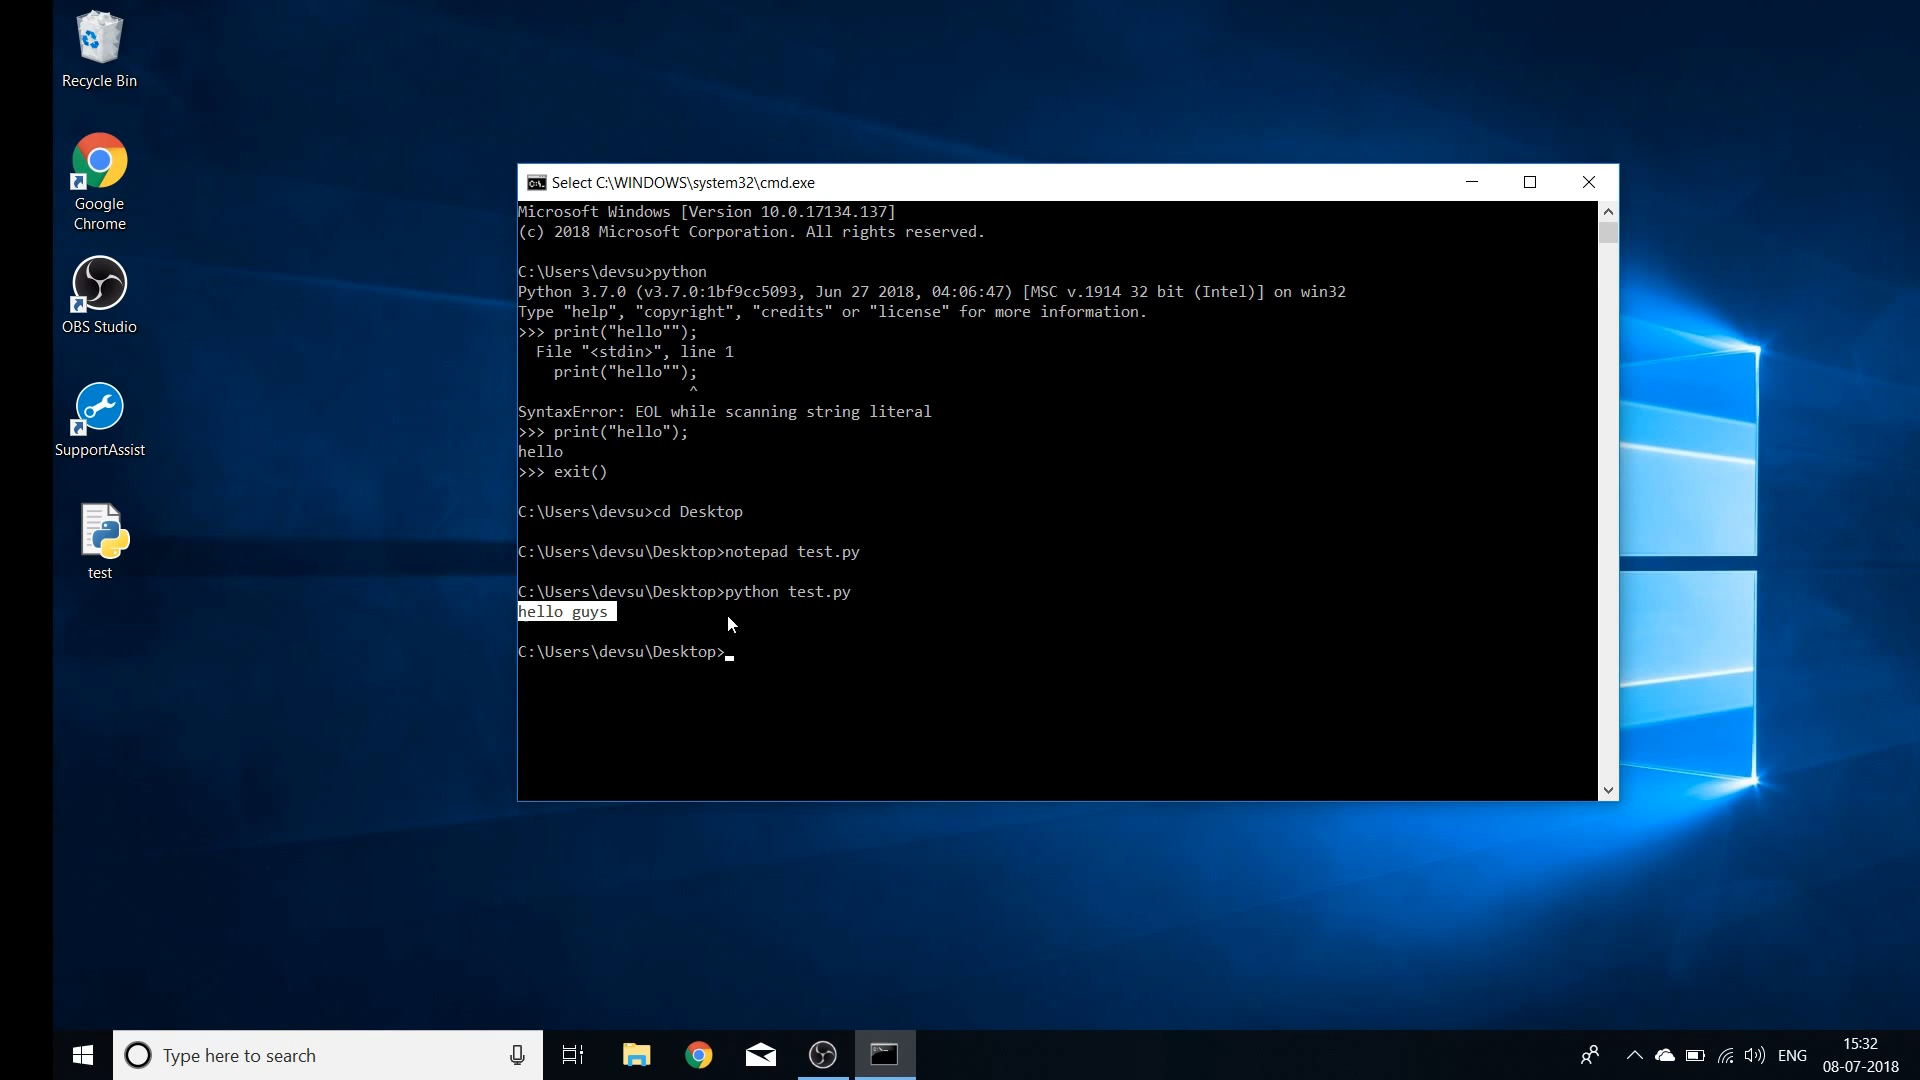 Recycle Bin
Google
Chrome
OBS Studio
SupportAssist
test
Select C:\WINDOWS\system32\cmd.exe
Microsoft Windows [Version 10.0.17134.137]
(c) 2018 Microsoft Corporation. All rights reserved.
C:\Users\devsu>python
Python 3.7.0 (v3.7.0:1bf9cc5093, Jun 27 2018, 04:06:47) [MSC v.1914 32 bit (Intel)] on win32
Type "help", "copyright", "credits" or "license" for more information.
>>> print("hello"");
  File "<stdin>", line 1
    print("hello"");
                   ^
SyntaxError: EOL while scanning string literal
>>> print("hello");
hello
>>> exit()
C:\Users\devsu>cd Desktop
C:\Users\devsu\Desktop>notepad test.py
C:\Users\devsu\Desktop>python test.py
hello guys
C:\Users\devsu\Desktop>
Type here to search
ENG
15:32
08-07-2018